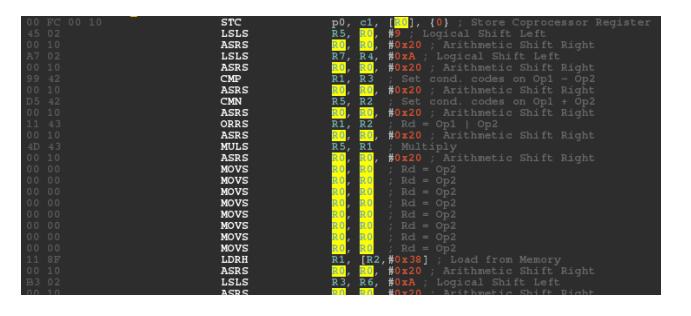 00 FC 00 10 STC p0, c1, [R0], {0} ; Store Coprocessor Register
45 02 LSLS R5, R0, #9 ; Logical Shift Left
00 10 ASRS R0, R0, #0x20 ; Arithmetic Shift Right
A7 02 LSLS R7, R4, #0xA ; Logical Shift Left
00 10 ASRS R0, R0, #0x20 ; Arithmetic Shift Right
99 42 CMP R1, R3 ; Set cond. codes on Op1 - Op2
00 10 ASRS R0, R0, #0x20 ; Arithmetic Shift Right
D5 42 CMN R5, R2 ; Set cond. codes on Op1 + Op2
00 10 ASRS R0, R0, #0x20 ; Arithmetic Shift Right
11 43 ORRS R1, R2 ; Rd = Op1 | Op2
00 10 ASRS R0, R0, #0x20 ; Arithmetic Shift Right
4D 43 MULS R5, R1 ; Multiply
00 10 ASRS R0, R0, #0x20 ; Arithmetic Shift Right
00 00 MOVS R0, R0 ; Rd = Op2
00 00 MOVS R0, R0 ; Rd = Op2
00 00 MOVS R0, R0 ; Rd = Op2
00 00 MOVS R0, R0 ; Rd = Op2
00 00 MOVS R0, R0 ; Rd = Op2
00 00 MOVS R0, R0 ; Rd = Op2
00 00 MOVS R0, R0 ; Rd = Op2
11 8F LDRH R1, [R2,#0x38] ; Load from Memory
00 10 ASRS R0, R0, #0x20 ; Arithmetic Shift Right
B3 02 LSLS R3, R6, #0xA ; Logical Shift Left
00 10 ASRS R0, R0, #0x20 ; Arithmetic Shift Right